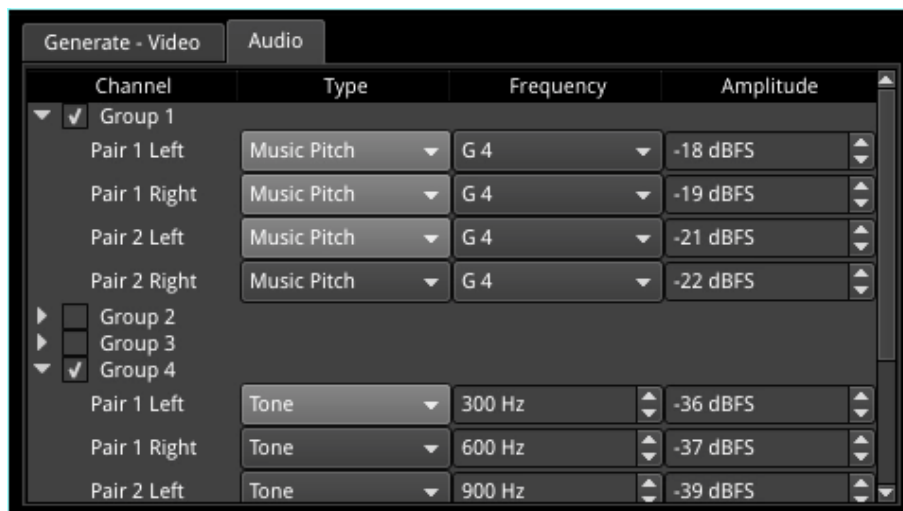 Generate - Video Audio
Channel Type Frequency Amplitude
Group 1
Pair 1 Left Music Pitch G 4 -18 dBFS
Pair 1 Right Music Pitch G 4 -19 dBFS
Pair 2 Left Music Pitch G 4 -21 dBFS
Pair 2 Right Music Pitch G 4 -22 dBFS
Group 2
Group 3
Group 4
Pair 1 Left Tone 300 Hz -36 dBFS
Pair 1 Right Tone 600 Hz -37 dBFS
Pair 2 Left Tone 900 Hz -39 dBFS